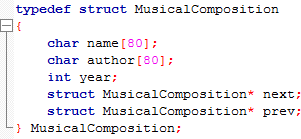 typedef struct MusicalComposition
{
    char name[80];
    char author[80];
    int year;
    struct MusicalComposition* next;
    struct MusicalComposition* prev;
} MusicalComposition;